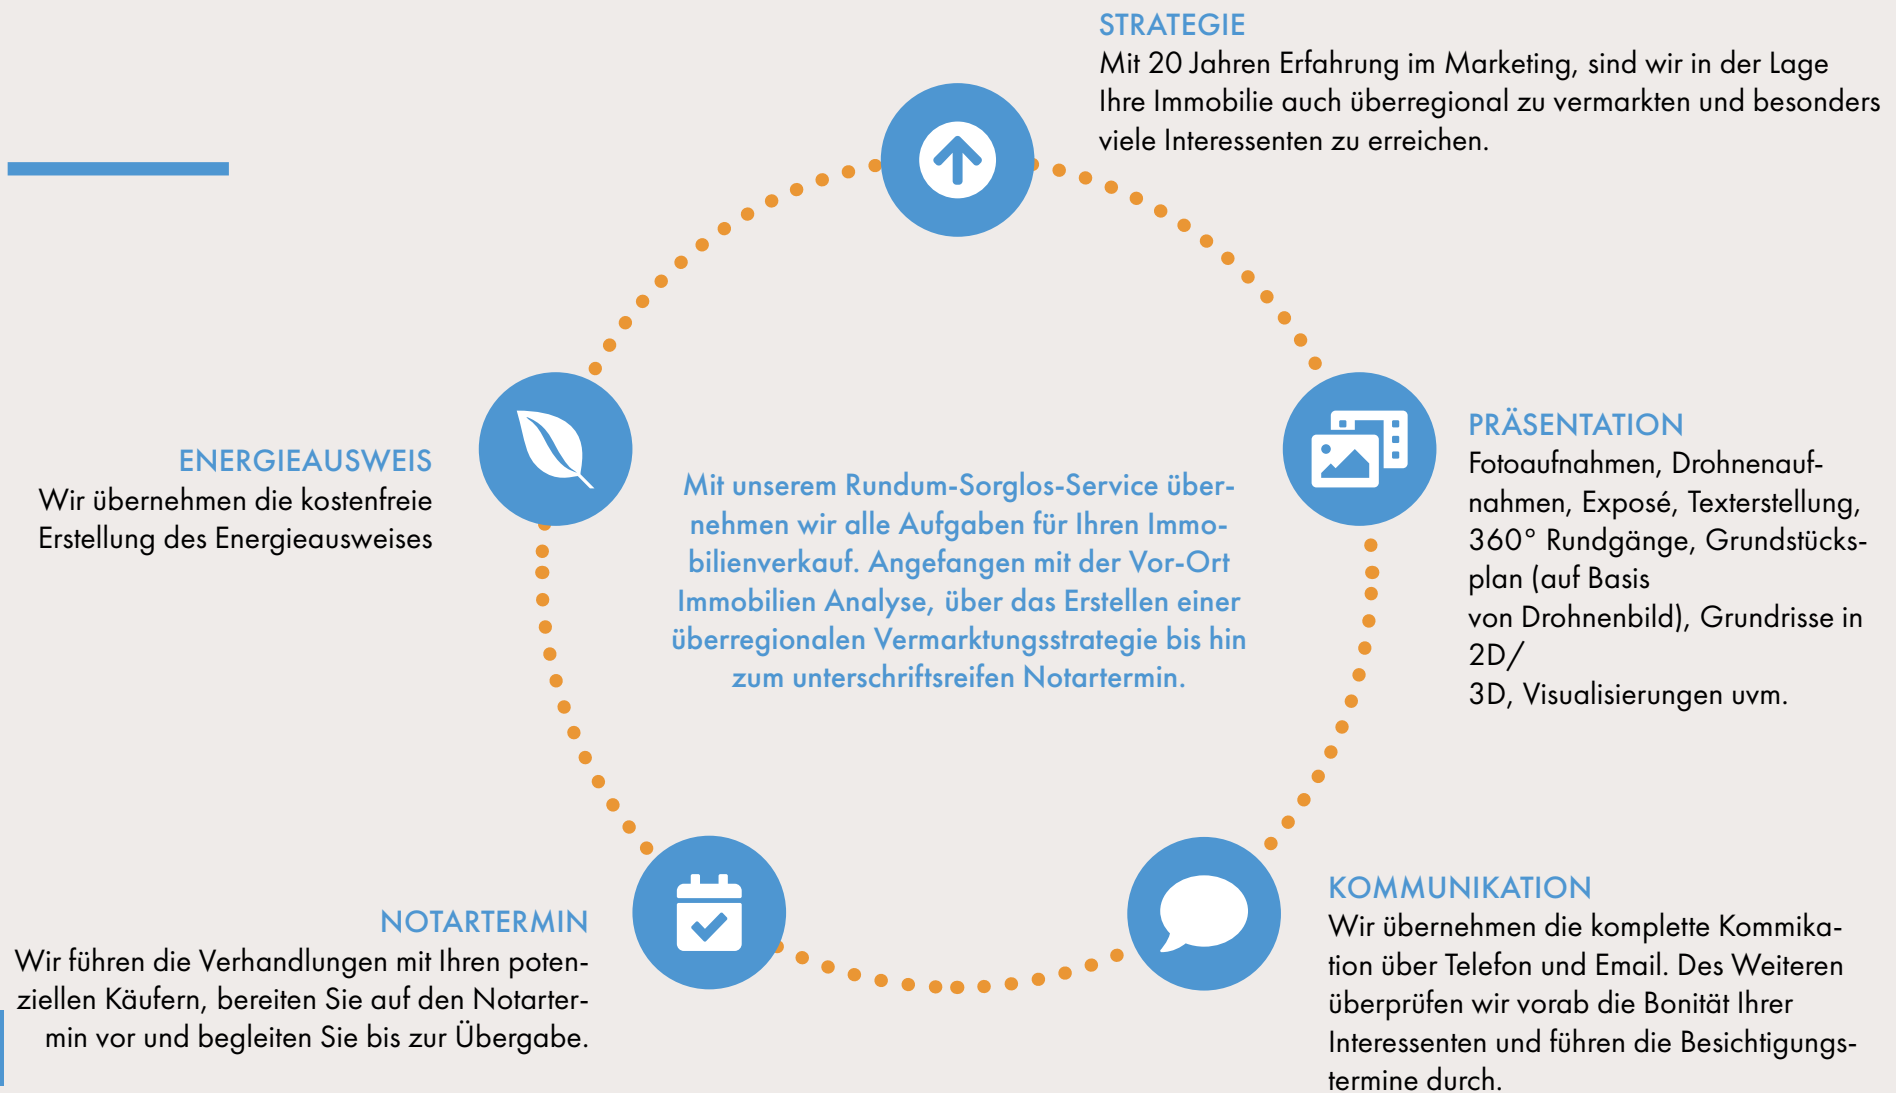 STRATEGIE
Mit 20 Jahren Erfahrung im Marketing, sind wir in der Lage
Ihre Immobilie auch überregional zu vermarkten und besonders
viele Interessenten zu erreichen.
PRÄSENTATION
Fotoaufnahmen, Drohnenauf-
nahmen, Exposé, Texterstellung,
360° Rundgänge, Grundstücks-
plan (auf Basis
von Drohnenbild), Grundrisse in
2D/
3D, Visualisierungen uvm.
KOMMUNIKATION
Wir übernehmen die komplette Kommika-
tion über Telefon und Email. Des Weiteren
überprüfen wir vorab die Bonität Ihrer
Interessenten und führen die Besichtigungs-
termine durch.
NOTARTERMIN
Wir führen die Verhandlungen mit Ihren poten-
ziellen Käufern, bereiten Sie auf den Notarter-
min vor und begleiten Sie bis zur Übergabe.
ENERGIEAUSWEIS
Wir übernehmen die kostenfreie
Erstellung des Energieausweises
Mit unserem Rundum-Sorglos-Service über-
nehmen wir alle Aufgaben für Ihren Immo-
bilienverkauf. Angefangen mit der Vor-Ort
Immobilien Analyse, über das Erstellen einer
überregionalen Vermarktungsstrategie bis hin
zum unterschriftsreifen Notartermin.